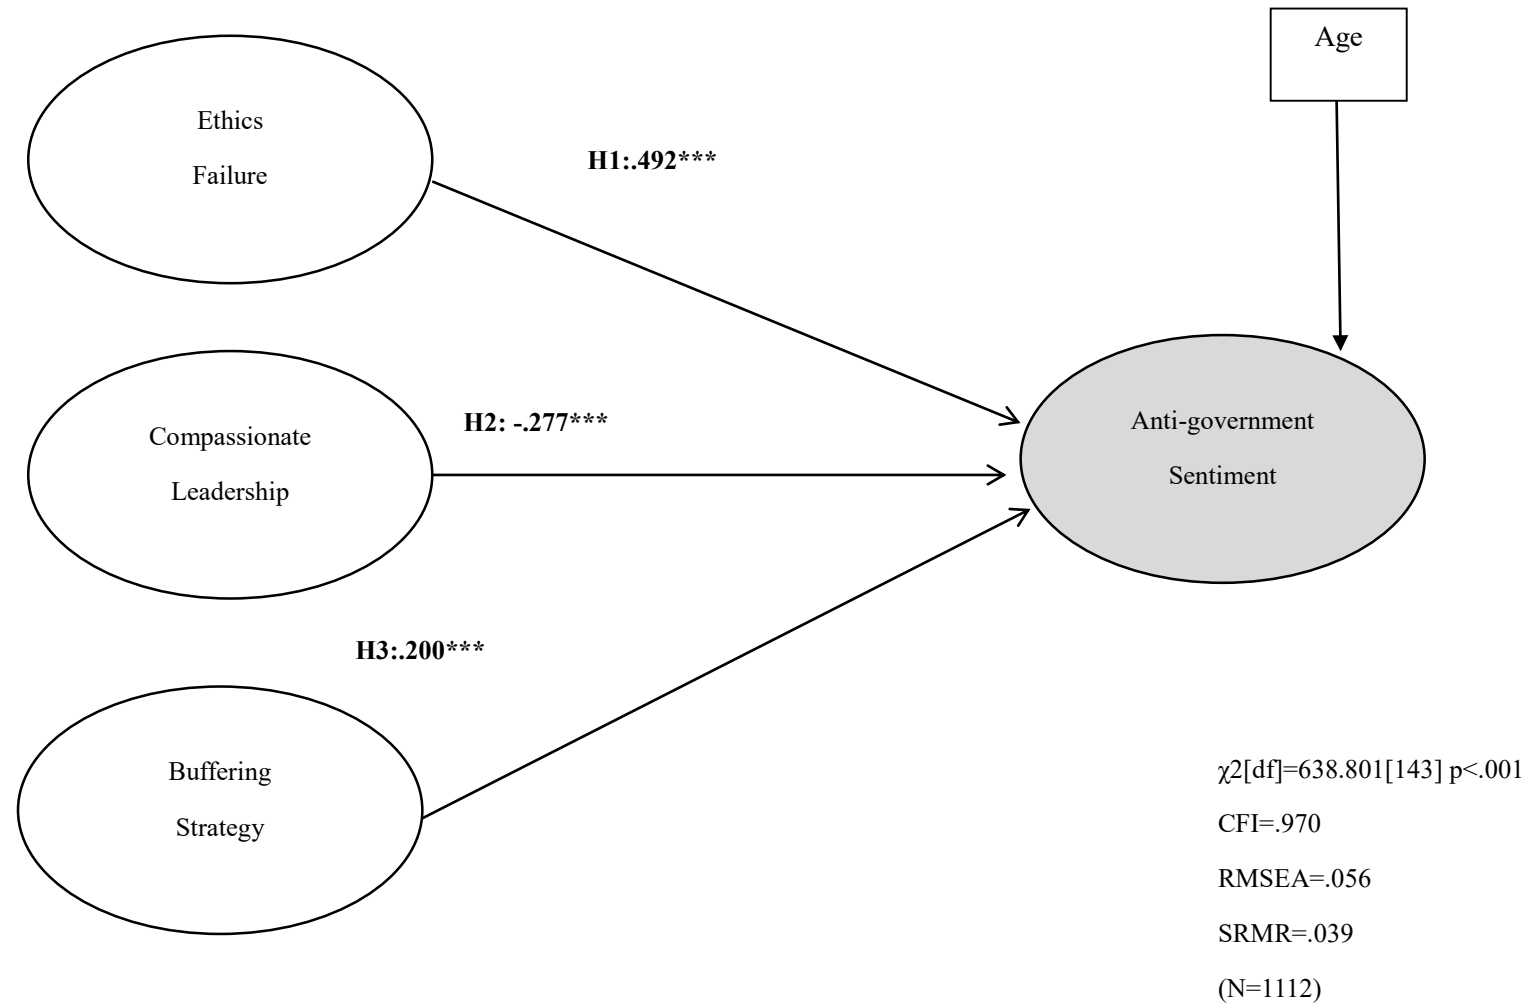 Age
Ethics
Failure
H1:.492***
Compassionate
Leadership
H2: -.277***
Anti-government
Sentiment
H3:.200***
Buffering
Strategy
χ2[df]=638.801[143] p<.001
CFI=.970
RMSEA=.056
SRMR=.039
(N=1112)